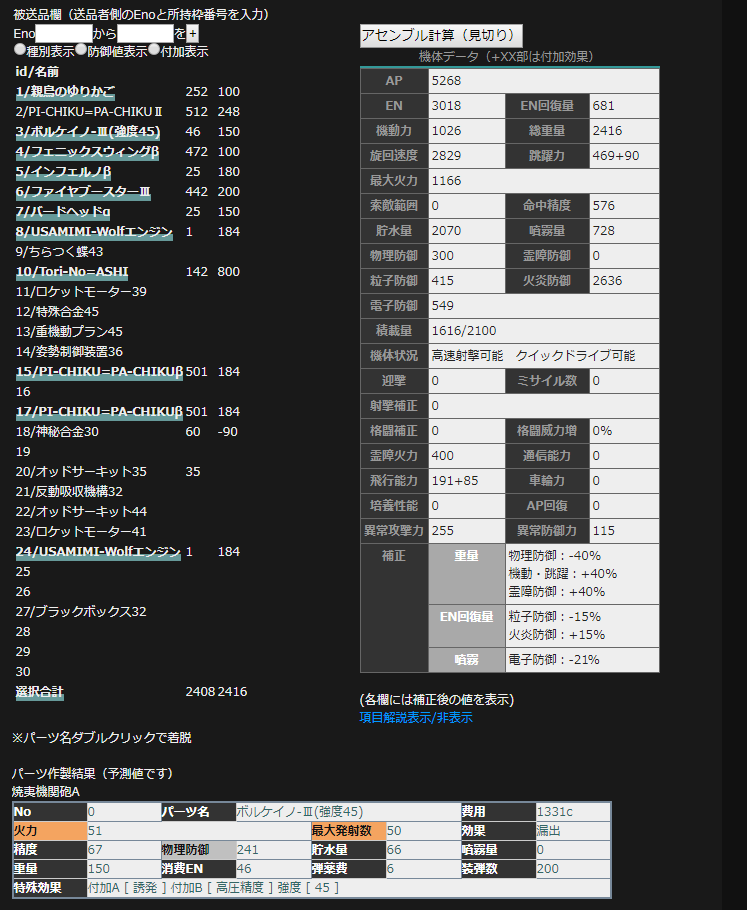 被送品欄（送品者側のEnoと所持枠番号を入力）
Eno から を +
種別表示 防御値表示 付加表示
id/名前
1/親鳥のゆりかご 252 100
2/PI-CHIKU=PA-CHIKUⅡ 512 248
3/ボルケイノ-Ⅲ(強度45) 46 150
4/フェニックスウィングβ 472 100
5/インフェルノβ 25 180
6/ファイヤブースターⅢ 442 200
7/バードヘッドα 25 150
8/USAMIMI-Wolfエンジン 1 184
9/ちらつく蝶43
10/Tori-No=ASHI 142 800
11/ロケットモーター39
12/特殊合金45
13/重機動プラン45
14/姿勢制御装置36
15/PI-CHIKU=PA-CHIKUβ 501 184
16
17/PI-CHIKU=PA-CHIKUβ 501 184
18/神秘合金30 60 -90
19
20/オッドサーキット35 35
21/反動吸収機構32
22/オッドサーキット44
23/ロケットモーター41
24/USAMIMI-Wolfエンジン 1 184
25
26
27/ブラックボックス32
28
29
30
選択合計 2408 2416
※パーツ名ダブルクリックで着脱
アセンブル計算（見切り）
機体データ（+XX部は付加効果）
AP 5268
EN 3018 EN回復量 681
機動力 1026 総重量 2416
旋回速度 2829 跳躍力 469+90
最大火力 1166
索敵範囲 0 命中精度 576
貯水量 2070 噴霧量 728
物理防御 300 霊障防御 0
粒子防御 415 火炎防御 2636
電子防御 549
積載量 1616/2100
機体状況 高速射撃可能 クイックドライブ可能
迎撃 0 ミサイル数 0
射撃補正 0
格闘補正 0 格闘威力増 0%
霊障火力 400 通信能力 0
飛行能力 191+85 車輪力 0
培養性能 0 AP回復 0
異常攻撃力 255 異常防御力 115
補正 重量 物理防御：-40%
機動・跳躍：+40%
霊障防御：+40%
EN回復量 粒子防御：-15%
火炎防御：+15%
噴霧 電子防御：-21%
(各欄には補正後の値を表示)
項目解説表示/非表示
パーツ作製結果（予測値です）
焼夷機関砲A
No 0 パーツ名 ボルケイノ-Ⅲ(強度45) 費用 1331c
火力 51 最大発射数 50 効果 漏出
精度 67 物理防御 241 貯水量 66 噴霧量 0
重量 150 消費EN 46 弾薬費 6 装弾数 200
特殊効果 付加A [ 誘発 ] 付加B [ 高圧精度 ] 強度 [ 45 ]